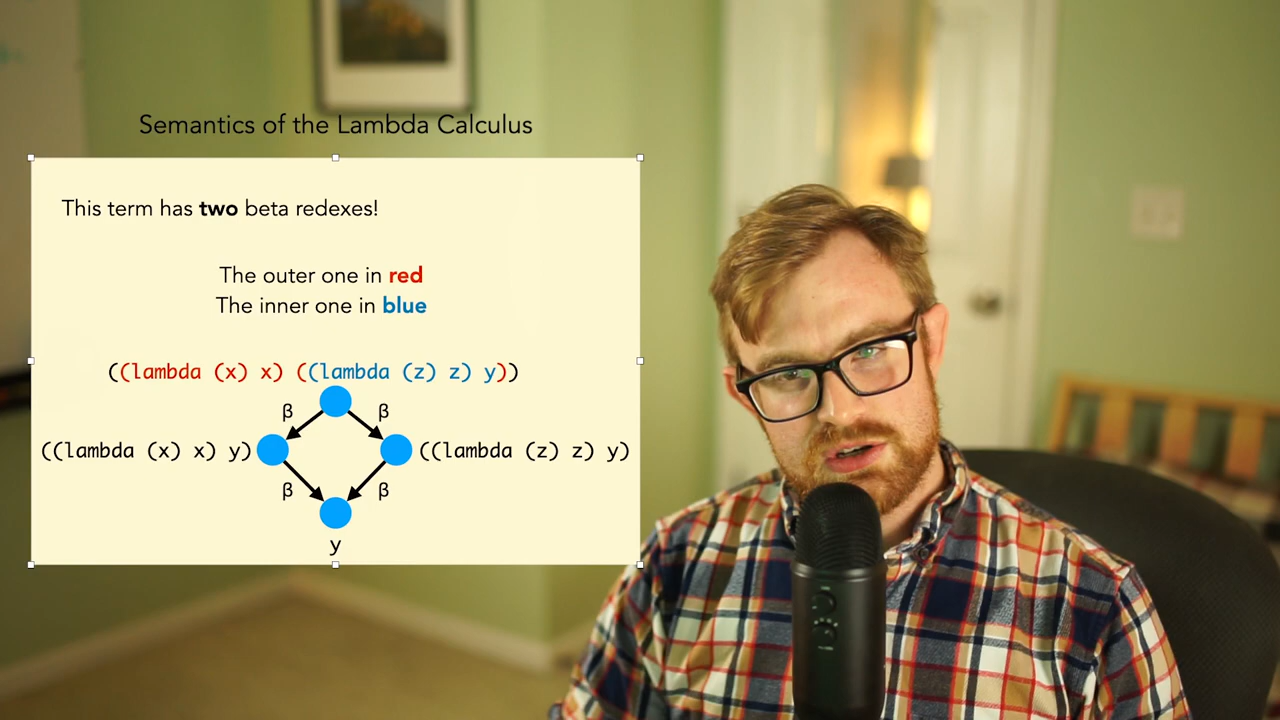 Semantics of the Lambda Calculus
This term has two beta redexes!
The outer one in red
The inner one in blue
((lambda (x) x) ((lambda (z) z) y))
β β
((lambda (x) x) y) ((lambda (z) z) y)
β β
y